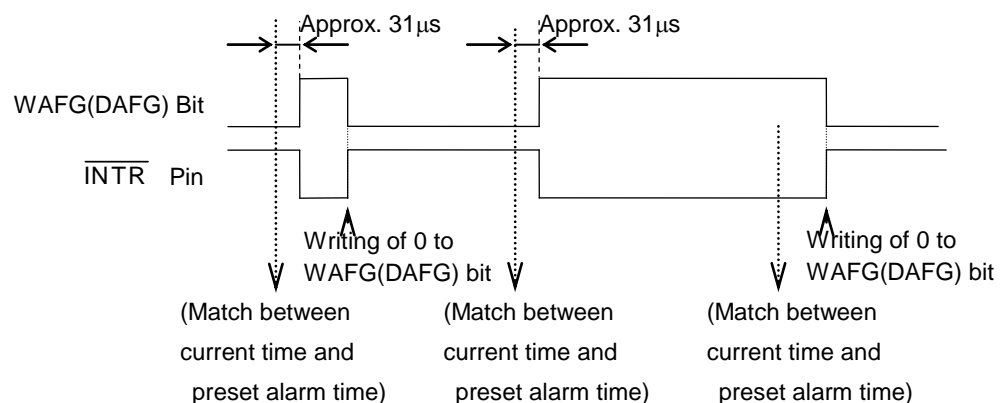 Approx. 31μs Approx. 31μs
WAFG(DAFG) Bit
INTR Pin
Writing of 0 to Writing of 0 to
WAFG(DAFG) bit WAFG(DAFG) bit
(Match between (Match between (Match between
current time and current time and current time and
preset alarm time) preset alarm time) preset alarm time)